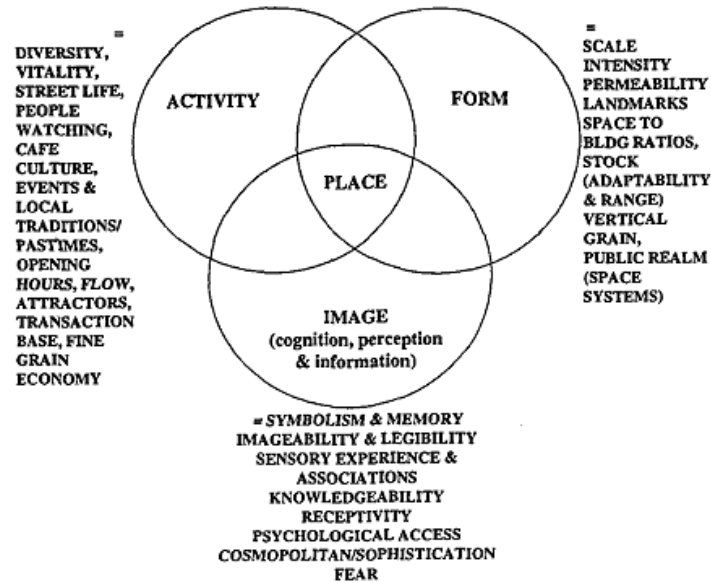 =
DIVERSITY,
VITALITY,
STREET LIFE,
PEOPLE
WATCHING,
CAFE
CULTURE,
EVENTS &
LOCAL
TRADITIONS/
PASTIMES,
OPENING
HOURS, FLOW,
ATTRACTORS,
TRANSACTION
BASE, FINE
GRAIN
ECONOMY
ACTIVITY
FORM
PLACE
IMAGE
(cognition, perception
& information)
=
SCALE
INTENSITY
PERMEABILITY
LANDMARKS
SPACE TO
BLDG RATIOS,
STOCK
(ADAPTABILITY
& RANGE)
VERTICAL
GRAIN,
PUBLIC REALM
(SPACE
SYSTEMS)
= SYMBOLISM & MEMORY
IMAGEABILITY & LEGIBILITY
SENSORY EXPERIENCE &
ASSOCIATIONS
KNOWLEDGEABILITY
RECEPTIVITY
PSYCHOLOGICAL ACCESS
COSMOPOLITAN/SOPHISTICATION
FEAR